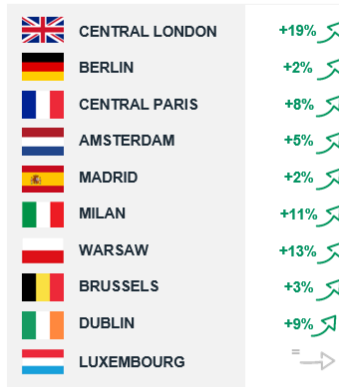 CENTRAL LONDON +19%
BERLIN +2%
CENTRAL PARIS +8%
AMSTERDAM +5%
MADRID +2%
MILAN +11%
WARSAW +13%
BRUSSELS +3%
DUBLIN +9%
LUXEMBOURG =